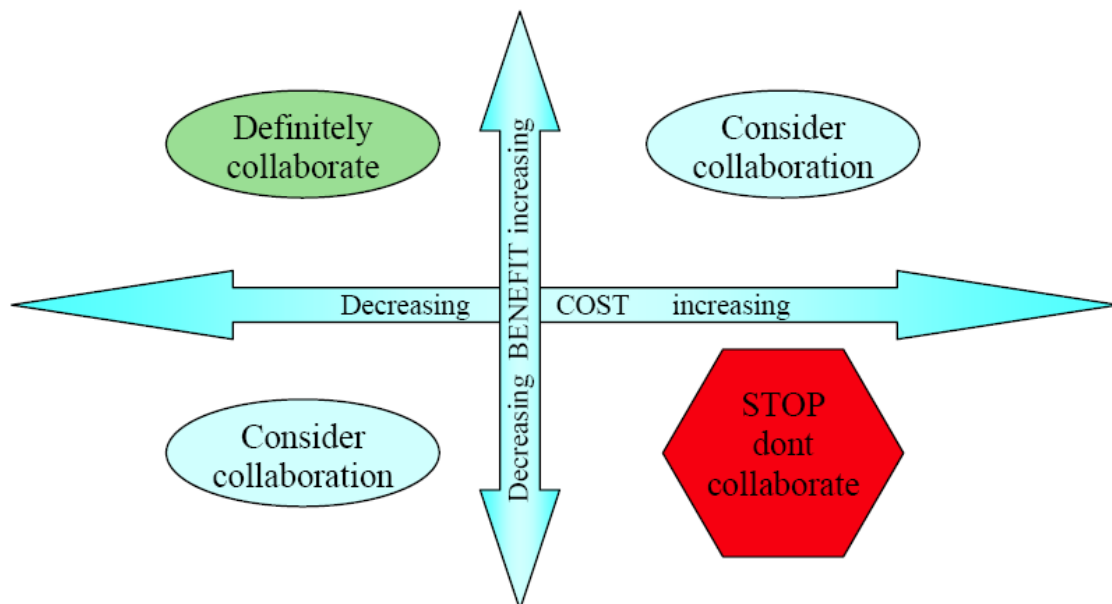 Definitely
collaborate
Consider
collaboration
Decreasing BENEFIT increasing
Decreasing COST increasing
Consider
collaboration
STOP
dont
collaborate